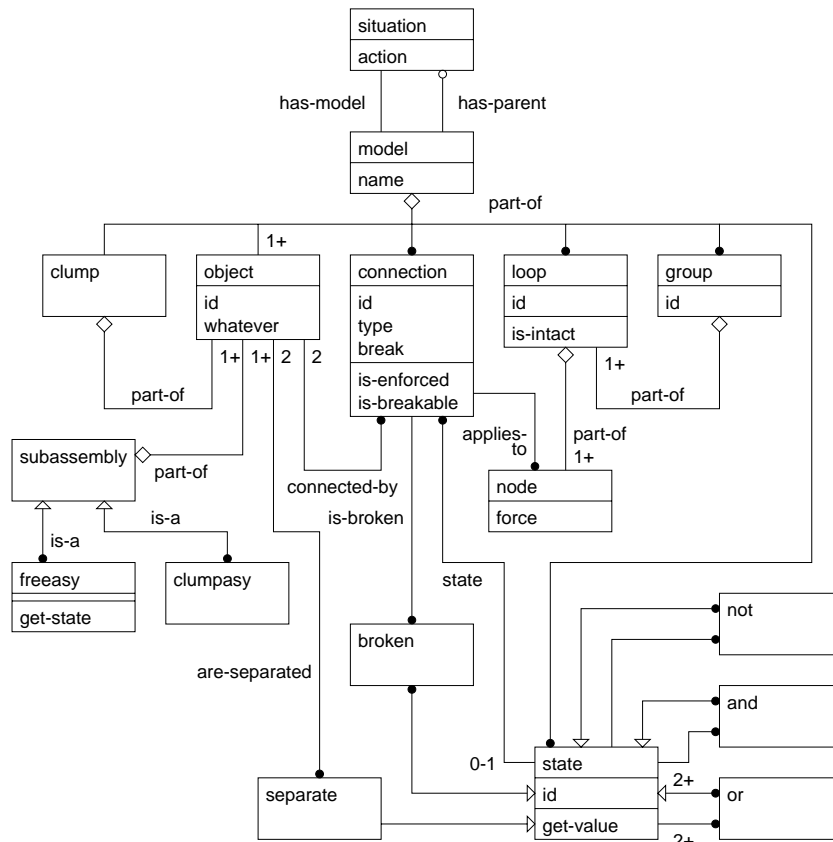 situation
action
has-model
has-parent
model
name
part-of
1+
clump
object
connection
loop
group
id
whatever
id
type
break
id
id
is-intact
1+
1+
2
2
1+
part-of
is-enforced
is-breakable
part-of
applies-
to
part-of
1+
subassembly
part-of
connected-by
node
force
is-a
is-a
is-broken
freeasy
clumpasy
state
get-state
not
broken
are-separated
and
0-1
state
2+
separate
id
or
get-value
2+